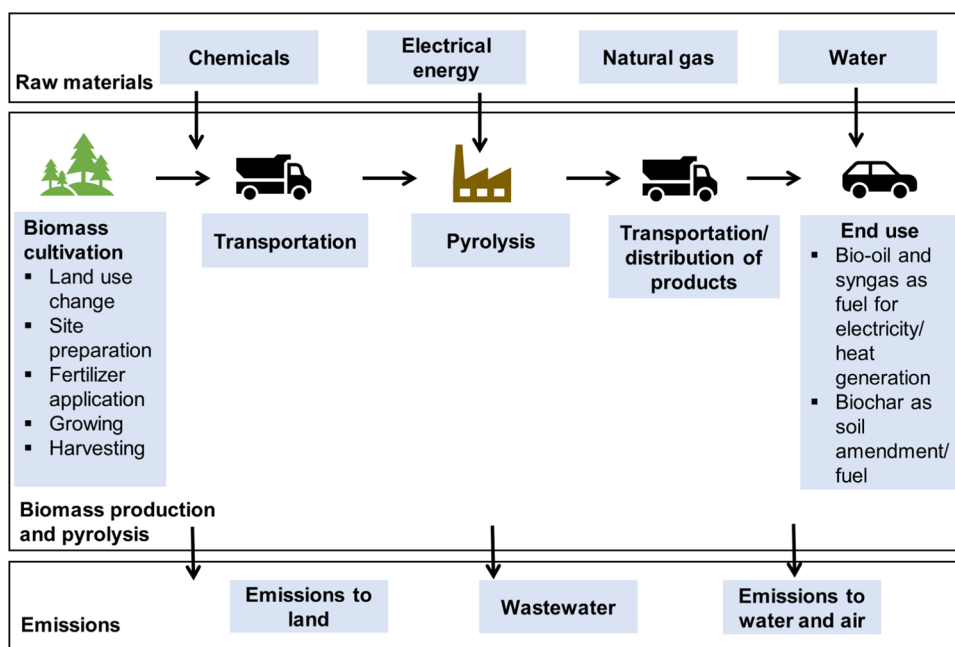 Chemicals
Electrical
energy
Natural gas
Water
Raw materials
Biomass
cultivation
▪ Land use
change
▪ Site
preparation
▪ Fertilizer
application
▪ Growing
▪ Harvesting
Transportation
Pyrolysis
Transportation/
distribution of
products
End use
▪ Bio-oil and
syngas as
fuel for
electricity/
heat
generation
▪ Biochar as
soil
amendment/
fuel
Biomass production
and pyrolysis
Emissions to
land
Wastewater
Emissions to
water and air
Emissions